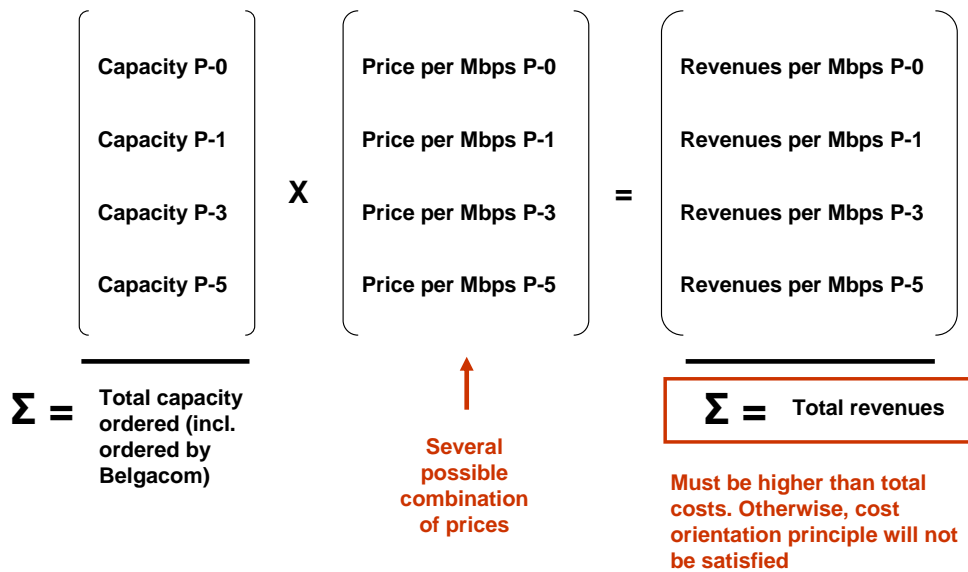 Capacity P-0
Capacity P-1
Capacity P-3
Capacity P-5
X
Price per Mbps P-0
Price per Mbps P-1
Price per Mbps P-3
Price per Mbps P-5
=
Revenues per Mbps P-0
Revenues per Mbps P-1
Revenues per Mbps P-3
Revenues per Mbps P-5
Σ =
Total capacity
ordered (incl.
ordered by
Belgacom)
Several
possible
combination
of prices
Σ = Total revenues
Must be higher than total
costs. Otherwise, cost
orientation principle will not
be satisfied